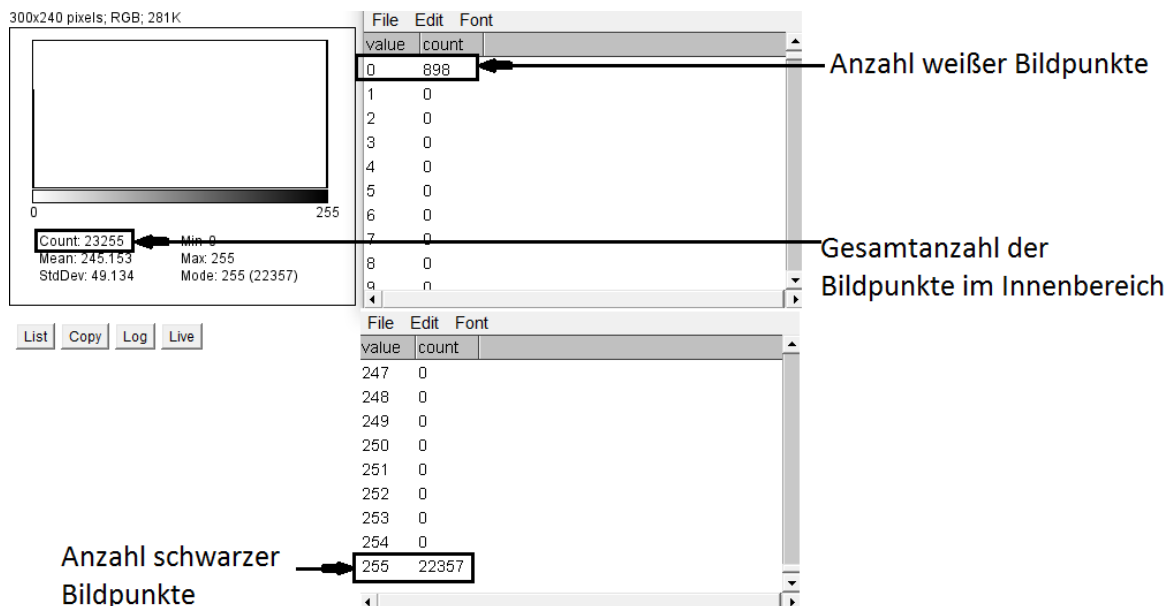 300x240 pixels; RGB; 281K
0 255
Count: 23255 Min: 0
Mean: 245.153 Max: 255
StdDev: 49.134 Mode: 255 (22357)
List Copy Log Live
File Edit Font
value count
0 898
1 0
2 0
3 0
4 0
5 0
6 0
7 0
8 0
9 0
File Edit Font
value count
247 0
248 0
249 0
250 0
251 0
252 0
253 0
254 0
255 22357
Anzahl weißer Bildpunkte
Gesamtanzahl der
Bildpunkte im Innenbereich
Anzahl schwarzer
Bildpunkte